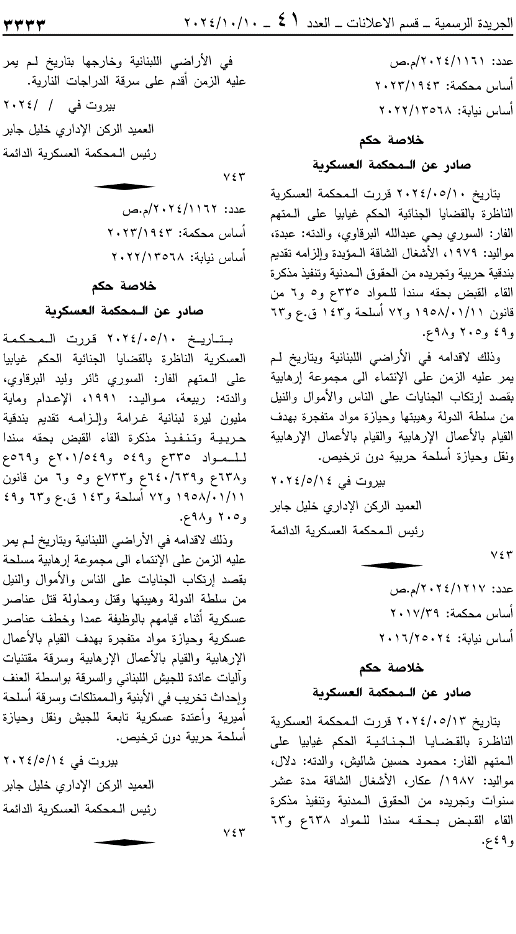 الجريدة الرسمية ــ قسم الاعلانات ــ العدد ٤١ ــ ٢٠٢٤/١٠/١٠
٣٣٣٣
عدد: ٢٠٢٤/١١٦١/م.ص
أساس محكمة: ٢٠٢٣/١٩٤٣
أساس نيابة: ٢٠٢٢/١٣٥٦٨
خلاصة حكم
صادر عن المحكمة العسكرية
بتاريخ ٢٠٢٤/٠٥/١٠ قررت المحكمة العسكرية
الناظرة بالقضايا الجنائية الحكم غيابيا على المتهم
الفار: السوري يحي عبدالله البرقاوي، والدته: عبدة،
مواليد: ١٩٧٩، الأشغال الشاقة المؤبدة وإلزامه تقديم
بندقية حربية وتجريده من الحقوق المدنية وتنفيذ مذكرة
القاء القبض بحقه سندا للمواد ٣٣٥ع و٥ و٦ من
قانون ١٩٥٨/٠١/١١ و٧٢ أسلحة و١٤٣ ق.ع و٦٣
و٤٩ و٢٠٥ و٩٨ع.
وذلك لاقدامه في الأراضي اللبنانية وبتاريخ لم
يمر عليه الزمن على الإنتماء الى مجموعة إرهابية
بقصد إرتكاب الجنايات على الناس والأموال والنيل
من سلطة الدولة وهيبتها وحيازة مواد متفجرة بهدف
القيام بالأعمال الإرهابية والقيام بالأعمال الإرهابية
ونقل وحيازة أسلحة حربية دون ترخيص.
بيروت في ٢٠٢٤/٥/١٤
العميد الركن الإداري خليل جابر
رئيس المحكمة العسكرية الدائمة
٧٤٣
عدد: ٢٠٢٤/١٢١٧/م.ص
أساس محكمة: ٢٠١٧/٣٩
أساس نيابة: ٢٠١٦/٢٥٠٢٤
خلاصة حكم
صادر عن المحكمة العسكرية
بتاريخ ٢٠٢٤/٠٥/١٣ قررت المحكمة العسكرية
الناظرة بالقضايا الجنائية الحكم غيابيا على
المتهم الفار: محمود حسين شاليش، والدته: دلال،
مواليد: ١٩٨٧/ عكار، الأشغال الشاقة مدة عشر
سنوات وتجريده من الحقوق المدنية وتنفيذ مذكرة
القاء القبض بحقه سندا للمواد ٦٣٨ع و٦٣
و٤٩ع.
في الأراضي اللبنانية وخارجها بتاريخ لم يمر
عليه الزمن أقدم على سرقة الدراجات النارية.
بيروت في / /٢٠٢٤
العميد الركن الإداري خليل جابر
رئيس المحكمة العسكرية الدائمة
٧٤٣
عدد: ٢٠٢٤/١١٦٢/م.ص
أساس محكمة: ٢٠٢٣/١٩٤٣
أساس نيابة: ٢٠٢٢/١٣٥٦٨
خلاصة حكم
صادر عن المحكمة العسكرية
بتاريخ ٢٠٢٤/٠٥/١٠ قررت المحكمة
العسكرية الناظرة بالقضايا الجنائية الحكم غيابيا
على المتهم الفار: السوري ثائر وليد البرقاوي،
والدته: ربيعة، مواليد: ١٩٩١، الإعدام وماية
مليون ليرة لبنانية غرامة وإلزامه تقديم بندقية
حربية وتنفيذ مذكرة القاء القبض بحقه سندا
للمواد ٣٣٥ع و٥٤٩ و٢٠١/٥٤٩ع و٥٦٩ع
و٦٣٨ع و٦٤٠/٦٣٩ع و٧٣٣ع و٥ و٦ من قانون
١٩٥٨/٠١/١١ و٧٢ أسلحة و١٤٣ ق.ع و٦٣ و٤٩
و٢٠٥ و٩٨ع.
وذلك لاقدامه في الأراضي اللبنانية وبتاريخ لم يمر
عليه الزمن على الإنتماء الى مجموعة إرهابية مسلحة
بقصد إرتكاب الجنايات على الناس والأموال والنيل
من سلطة الدولة وهيبتها وقتل ومحاولة قتل عناصر
عسكرية أثناء قيامهم بالوظيفة عمدا وخطف عناصر
عسكرية وحيازة مواد متفجرة بهدف القيام بالأعمال
الإرهابية والقيام بالأعمال الإرهابية وسرقة مقتنيات
وآليات عائدة للجيش اللبناني والسرقة بواسطة العنف
وإحداث تخريب في الأبنية والممتلكات وسرقة أسلحة
أميرية وأعتدة عسكرية تابعة للجيش ونقل وحيازة
أسلحة حربية دون ترخيص.
بيروت في ٢٠٢٤/٥/١٤
العميد الركن الإداري خليل جابر
رئيس المحكمة العسكرية الدائمة
٧٤٣